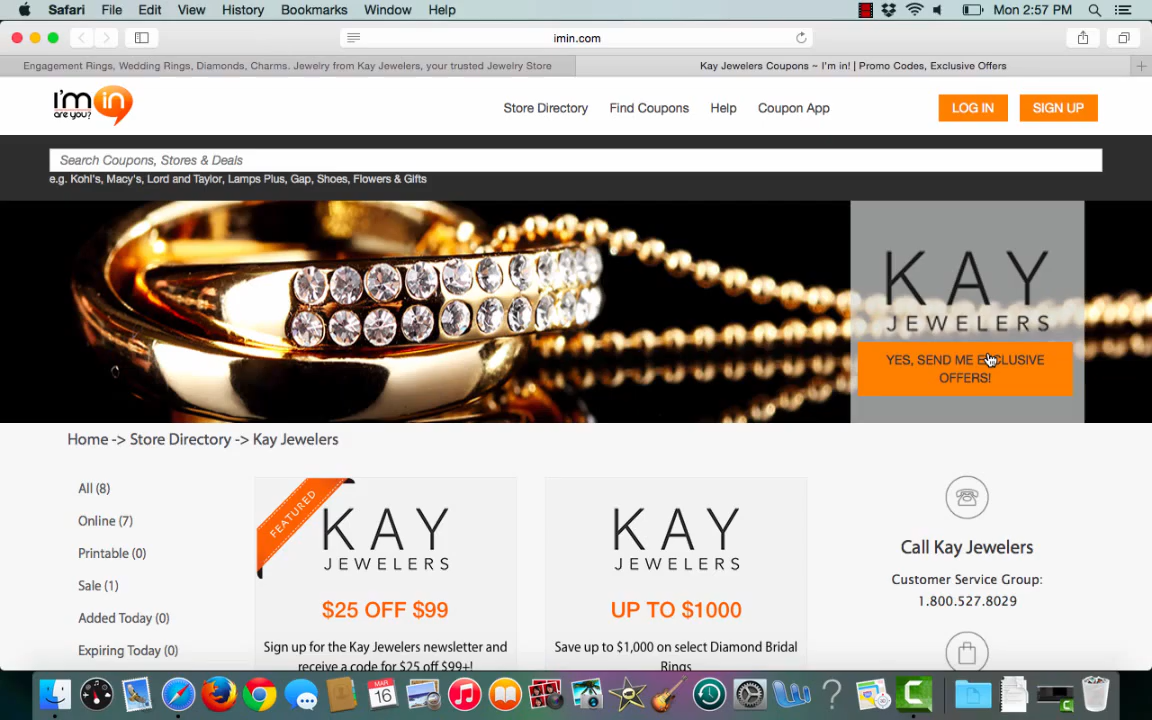 Safari File Edit View History Bookmarks Window Help Mon 2:57 PM
imin.com
Engagement Rings, Wedding Rings, Diamonds, Charms. Jewelry from Kay Jewelers, your trusted Jewelry Store
Kay Jewelers Coupons ~ I'm in! | Promo Codes, Exclusive Offers
I'm in
are you?
Store Directory Find Coupons Help Coupon App LOG IN SIGN UP
Search Coupons, Stores & Deals
e.g. Kohl's, Macy's, Lord and Taylor, Lamps Plus, Gap, Shoes, Flowers & Gifts
KAY
JEWELERS
YES, SEND ME EXCLUSIVE
OFFERS!
Home -> Store Directory -> Kay Jewelers
All (8)
Online (7)
Printable (0)
Sale (1)
Added Today (0)
Expiring Today (0)
FEATURED
KAY
JEWELERS
$25 OFF $99
Sign up for the Kay Jewelers newsletter and
receive a code for $25 off $99+!
KAY
JEWELERS
UP TO $1000
Save up to $1,000 on select Diamond Bridal
Rings
Call Kay Jewelers
Customer Service Group:
1.800.527.8029
MAR
16